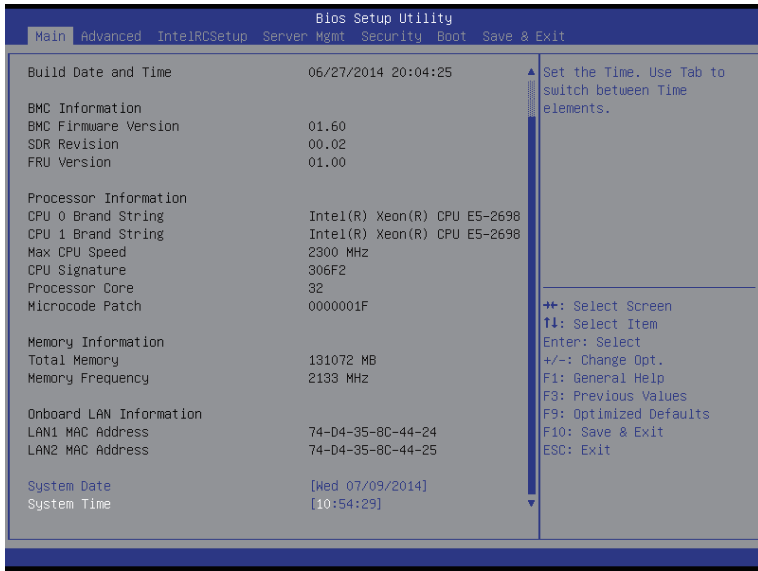 Bios Setup Utility
Main Advanced IntelRCSetup Server Mgmt Security Boot Save & Exit
Build Date and Time 06/27/2014 20:04:25
BMC Information
BMC Firmware Version 01.60
SDR Revision 00.02
FRU Version 01.00
Processor Information
CPU 0 Brand String Intel(R) Xeon(R) CPU E5-2698
CPU 1 Brand String Intel(R) Xeon(R) CPU E5-2698
Max CPU Speed 2300 MHz
CPU Signature 306F2
Processor Core 32
Microcode Patch 0000001F
Memory Information
Total Memory 131072 MB
Memory Frequency 2133 MHz
Onboard LAN Information
LAN1 MAC Address 74-D4-35-8C-44-24
LAN2 MAC Address 74-D4-35-8C-44-25
System Date [Wed 07/09/2014]
System Time [10:54:29]
Set the Time. Use Tab to
switch between Time
elements.
→←: Select Screen
↑↓: Select Item
Enter: Select
+/-: Change Opt.
F1: General Help
F3: Previous Values
F9: Optimized Defaults
F10: Save & Exit
ESC: Exit